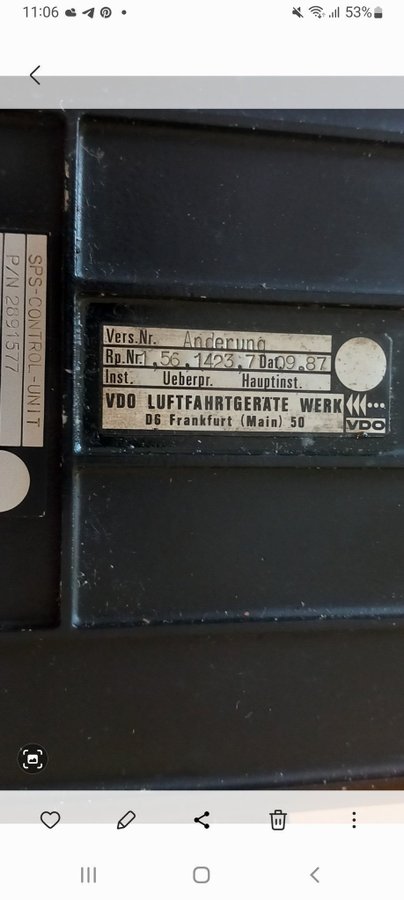 11:06
53%
SPS-CONTROL-UNIT
P/N 2891577
Vers.Nr. Änderung
Rp.Nr. 1,56.1423.7 Dat. 09.87
Inst. Ueberpr. Hauptinst.
VDO LUFTFAHRTGERÄTE WERK
D6 Frankfurt (Main) 50
VDO